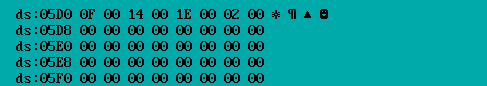 ds:05D0 0F 00 14 00 1E 00 02 00 ☼ ¶ ▲ ☻
ds:05D8 00 00 00 00 00 00 00 00
ds:05E0 00 00 00 00 00 00 00 00
ds:05E8 00 00 00 00 00 00 00 00
ds:05F0 00 00 00 00 00 00 00 00